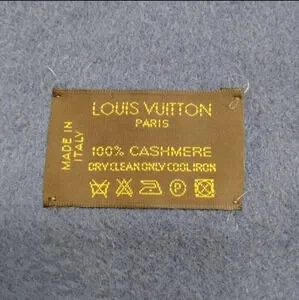 LOUIS VUITTON
PARIS
MADE IN
ITALY
100% CASHMERE
DRY CLEAN ONLY COOL IRON
P